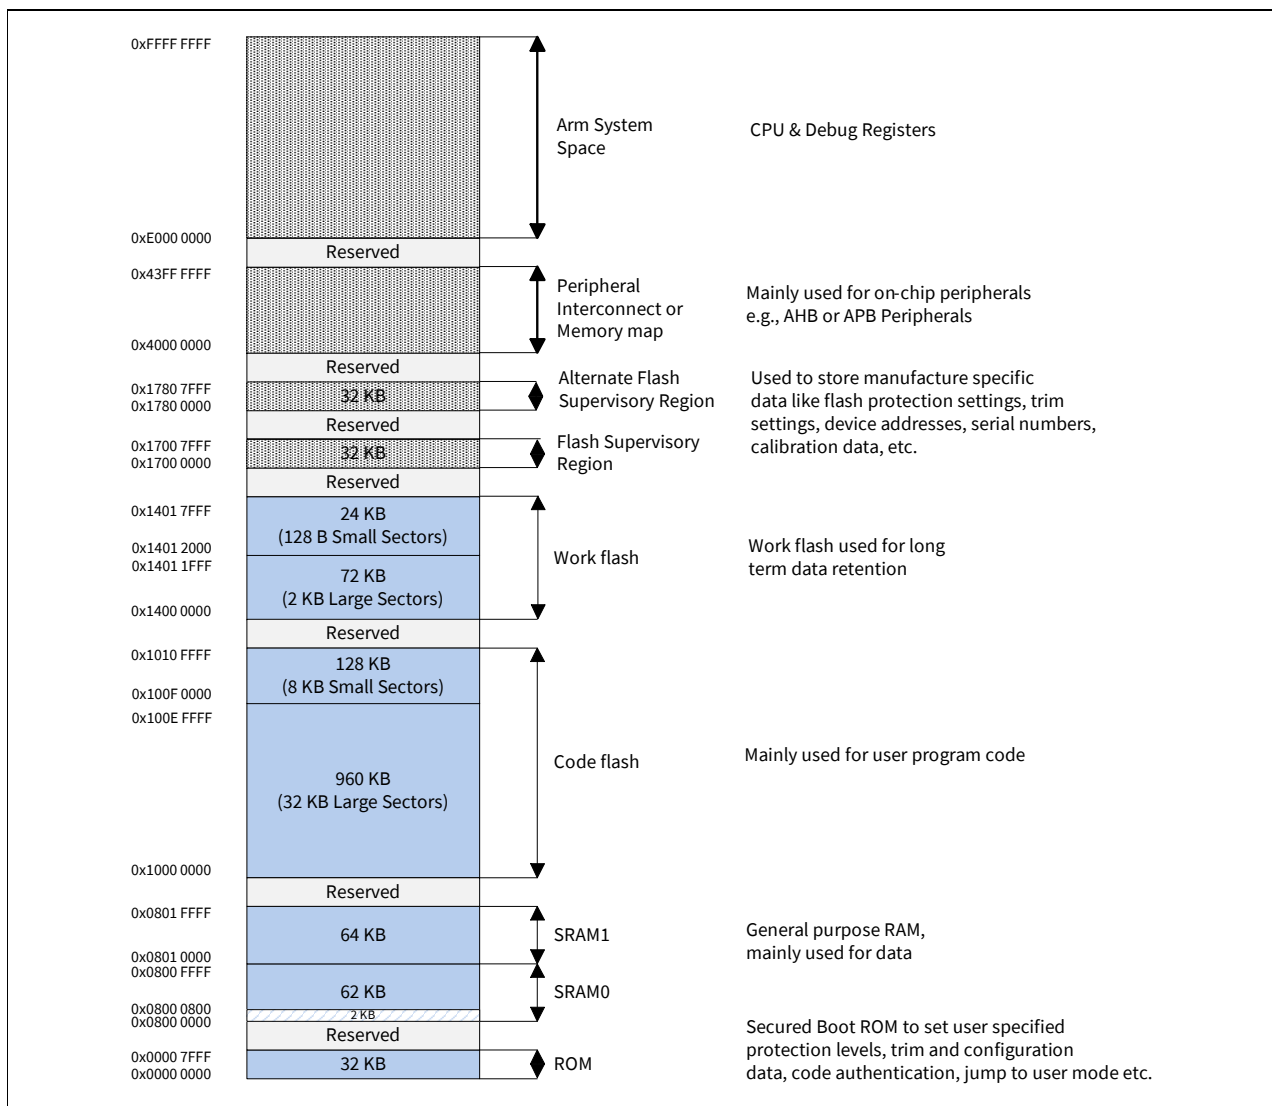 0xFFFF FFFF
Arm System
Space
CPU & Debug Registers
0xE000 0000
Reserved
0x43FF FFFF
Peripheral
Interconnect or
Memory map
Mainly used for on-chip peripherals
e.g., AHB or APB Peripherals
0x4000 0000
Reserved
0x1780 7FFF
0x1780 0000
32 KB
Alternate Flash
Supervisory Region
Used to store manufacture specific
data like flash protection settings, trim
settings, device addresses, serial numbers,
calibration data, etc.
Reserved
0x1700 7FFF
0x1700 0000
32 KB
Flash Supervisory
Region
Reserved
0x1401 7FFF
24 KB
(128 B Small Sectors)
0x1401 2000
0x1401 1FFF
72 KB
(2 KB Large Sectors)
0x1400 0000
Work flash
Work flash used for long
term data retention
Reserved
0x1010 FFFF
128 KB
(8 KB Small Sectors)
0x100F 0000
0x100E FFFF
960 KB
(32 KB Large Sectors)
0x1000 0000
Code flash
Mainly used for user program code
Reserved
0x0801 FFFF
64 KB
0x0801 0000
SRAM1
General purpose RAM,
mainly used for data
0x0800 FFFF
62 KB
0x0800 0800
2 KB
0x0800 0000
SRAM0
Reserved
0x0000 7FFF
32 KB
0x0000 0000
ROM
Secured Boot ROM to set user specified
protection levels, trim and configuration
data, code authentication, jump to user mode etc.